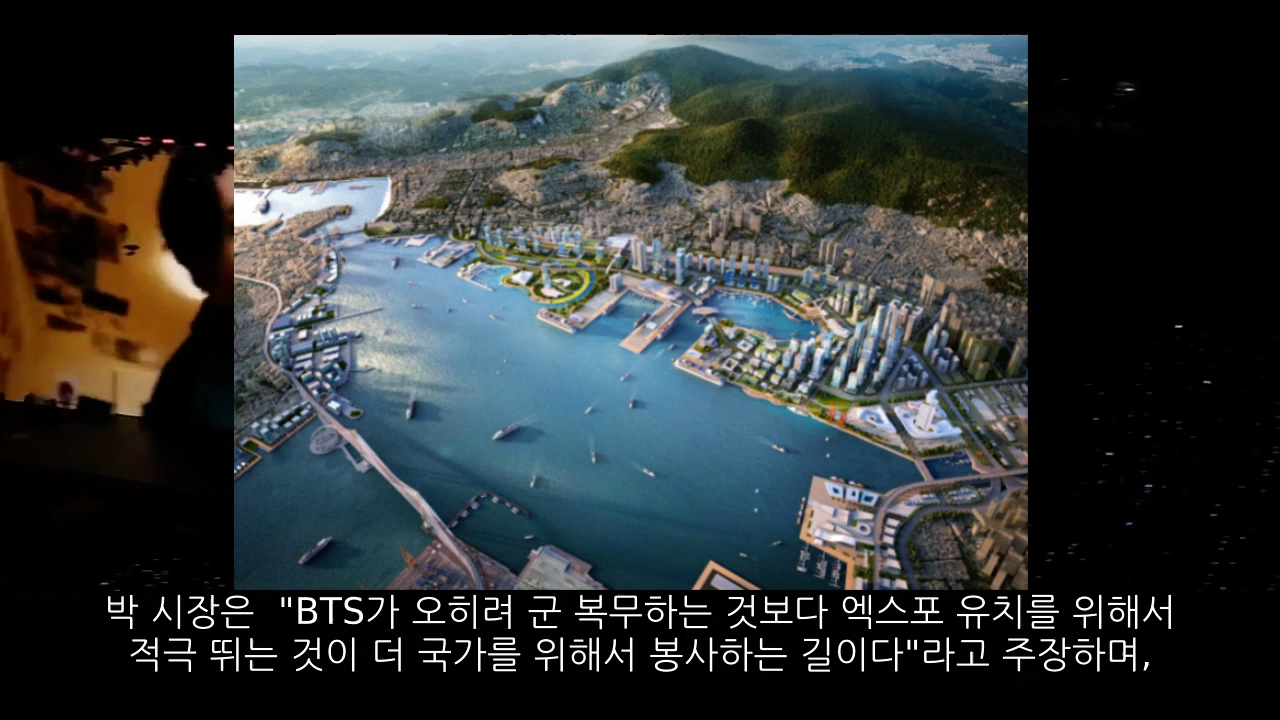 박 시장은  "BTS가 오히려 군 복무하는 것보다 엑스포 유치를 위해서
적극 뛰는 것이 더 국가를 위해서 봉사하는 길이다"라고 주장하며,